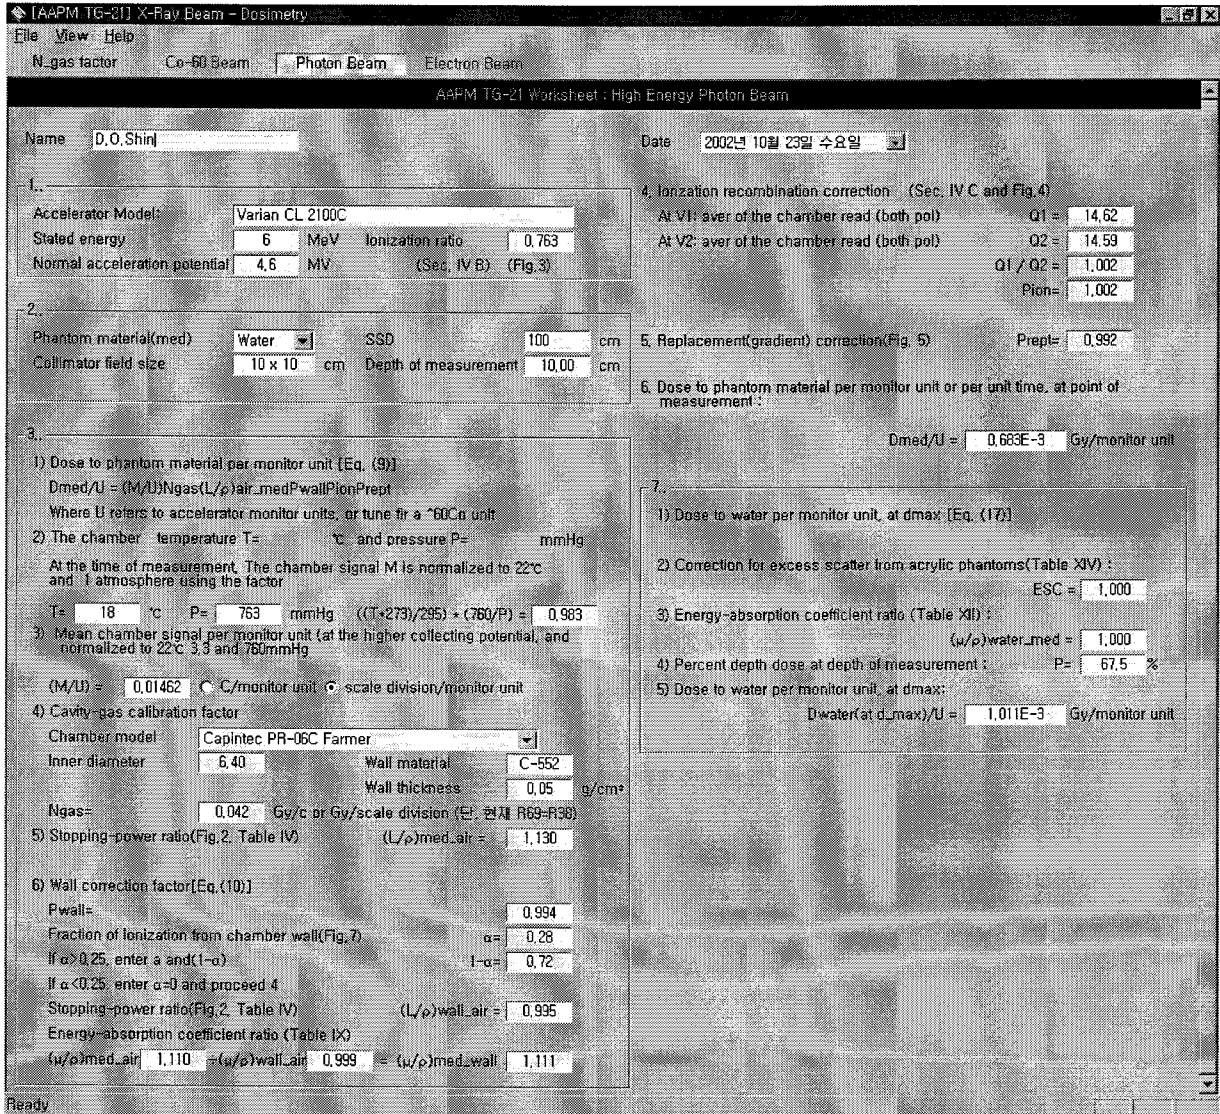 [AAPM TG-21] X-Ray Beam - Dosimetry
File View Help
N_gas factor Co-60 Beam Photon Beam Electron Beam
AAPM TG-21 Worksheet : High Energy Photon Beam
Name D.O.Shin
Date 2002년 10월 23일 수요일
1..
Accelerator Model: Varian CL 2100C
Stated energy 6 MeV Ionization ratio 0.763
Normal acceleration potential 4.6 MV (Sec. IV B) (Fig.3)
2..
Phantom material(med) Water SSD 100 cm
Collimator field size 10 x 10 cm Depth of measurement 10.00 cm
3..
1) Dose to phantom material per monitor unit [Eq. (9)]
Dmed/U = (M/U)Ngas(L/ρ)air_medPwallPionPrept
Where U refers to accelerator monitor units, or tune fir a ^60Co unit
2) The chamber temperature T= ℃ and pressure P= mmHg
At the time of measurement, The chamber signal M is normalized to 22℃
and 1 atmosphere using the factor
T= 18 ℃ P= 763 mmHg ((T+273)/295) * (760/P) = 0.983
3) Mean chamber signal per monitor unit (at the higher collecting potential, and
normalized to 22℃ 3.3 and 760mmHg
(M/U) = 0.01462 C/monitor unit scale division/monitor unit
4) Cavity-gas calibration factor
Chamber model Capintec PR-06C Farmer
Inner diameter 6.40 Wall material C-552
Wall thickness 0.05 g/cm²
Ngas= 0.042 Gy/c or Gy/scale division (단, 현재 R69=R38)
5) Stopping-power ratio(Fig.2, Table IV) (L/ρ)med_air = 1.130
6) Wall correction factor[Eq.(10)]
Pwall= 0.994
Fraction of ionization from chamber wall(Fig.7) α= 0.28
If α>0.25, enter a and(1-α) 1-α= 0.72
If α<0.25, enter α=0 and proceed 4
Stopping-power ratio(Fig.2, Table IV) (L/ρ)wall_air = 0.995
Energy-absorption coefficient ratio (Table IX)
(μ/ρ)med_air 1.110 ÷(μ/ρ)wall_air 0.999 = (μ/ρ)med_wall 1.111
4. Ionzation recombination correction (Sec. IV C and Fig.4)
At V1: aver of the chamber read (both pol) Q1 = 14.62
At V2: aver of the chamber read (both pol) Q2 = 14.59
Q1 / Q2 = 1.002
Pion= 1.002
5. Replacement(gradient) correction(Fig. 5) Prept= 0.992
6. Dose to phantom material per monitor unit or per unit time, at point of
measurement :
Dmed/U = 0.683E-3 Gy/monitor unit
7..
1) Dose to water per monitor unit, at dmax [Eq. (17)]
2) Correction for excess scatter from acrylic phantoms(Table XIV) :
ESC = 1.000
3) Energy-absorption coefficient ratio (Table XII) :
(μ/ρ)water_med = 1.000
4) Percent depth dose at depth of measurement : P= 67.5 %
5) Dose to water per monitor unit, at dmax:
Dwater(at d_max)/U = 1.011E-3 Gy/monitor unit
Ready